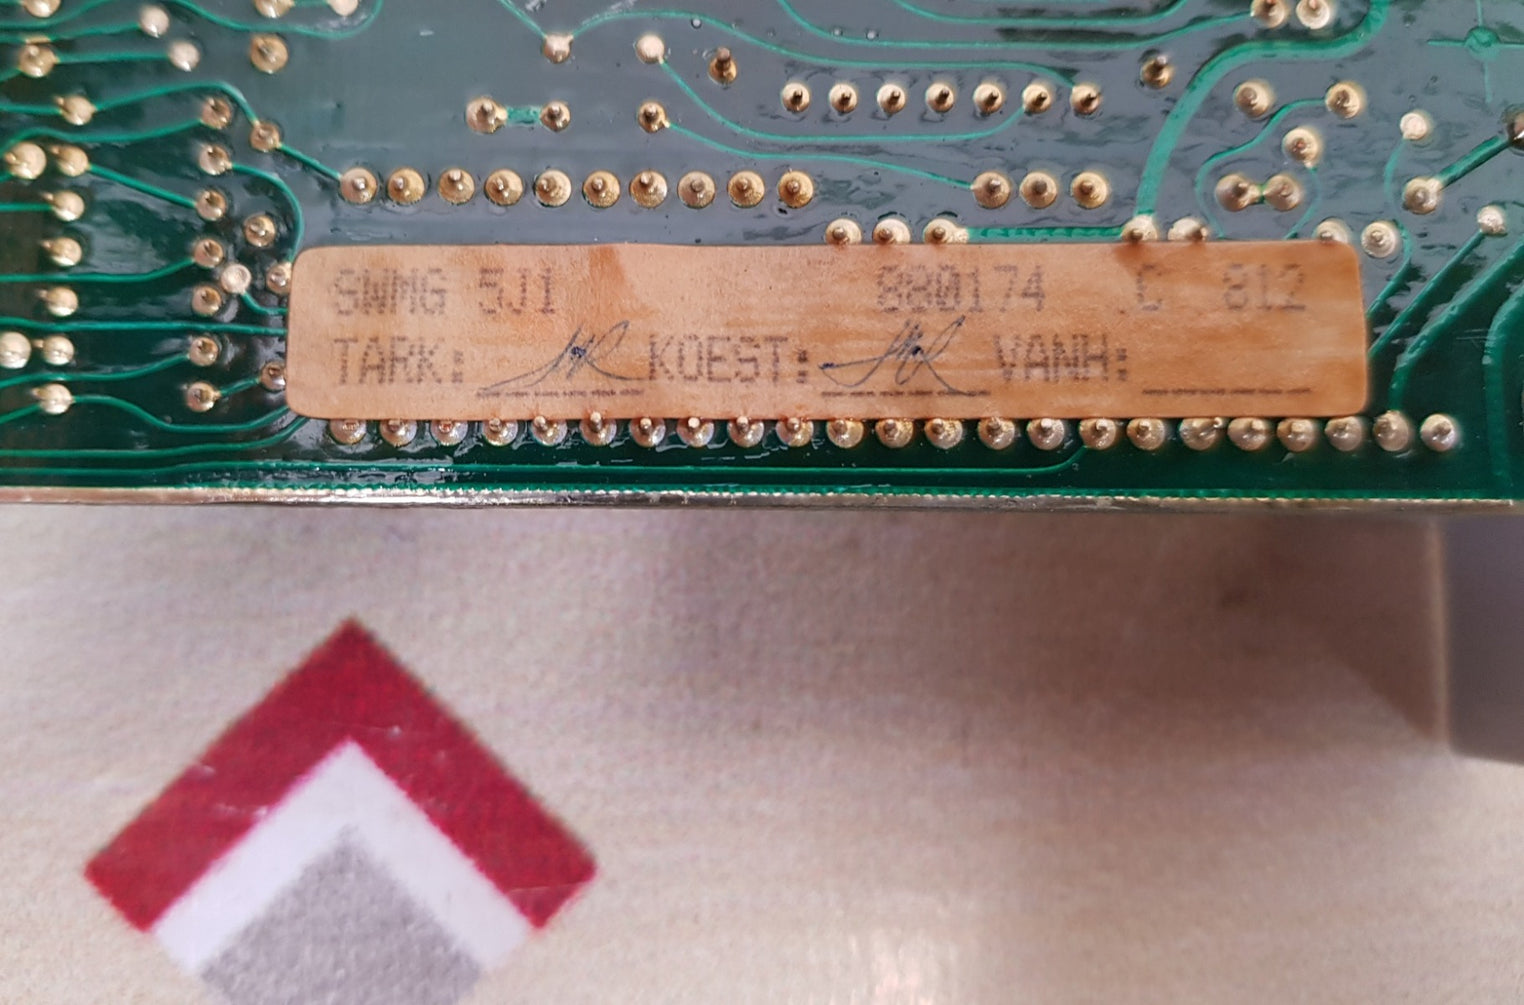 SWMG 5J1 880174 .C 812
TARK: KOEST: VANH: